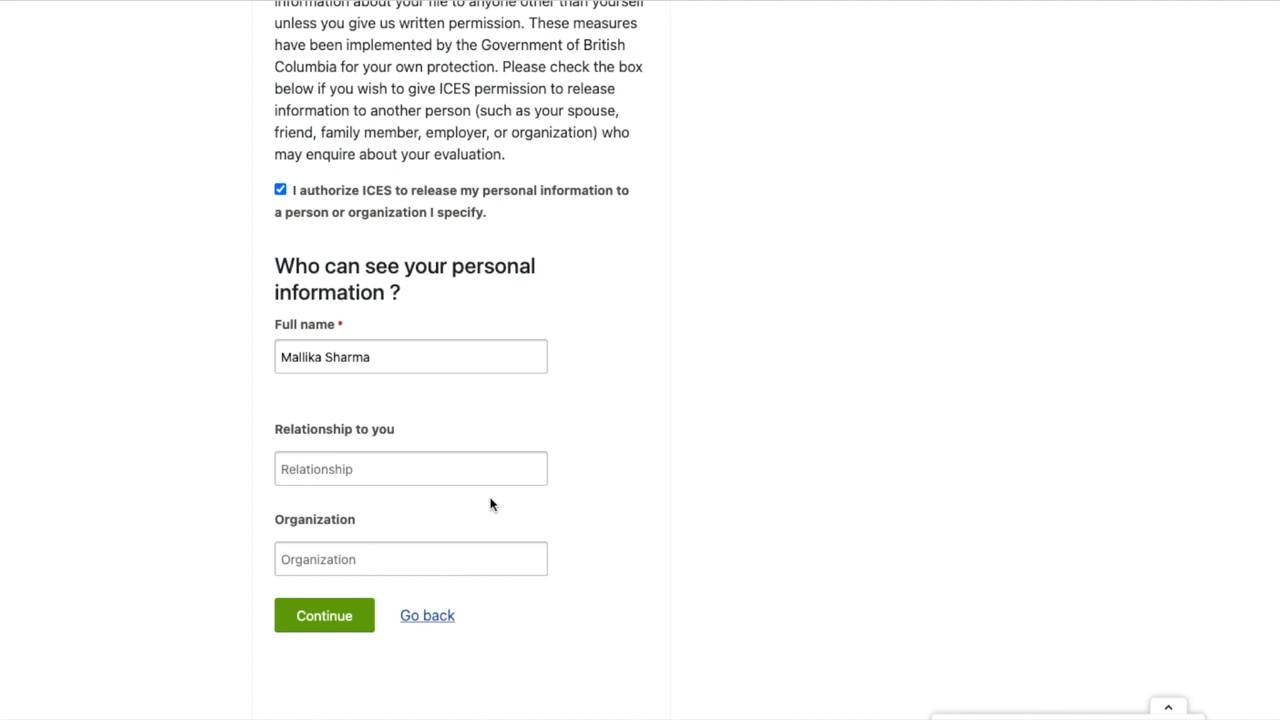 information about your file to anyone other than yourself
unless you give us written permission. These measures
have been implemented by the Government of British
Columbia for your own protection. Please check the box
below if you wish to give ICES permission to release
information to another person (such as your spouse,
friend, family member, employer, or organization) who
may enquire about your evaluation.
I authorize ICES to release my personal information to
a person or organization I specify.
Who can see your personal
information ?
Full name *
Mallika Sharma
Relationship to you
Relationship
Organization
Organization
Continue Go back